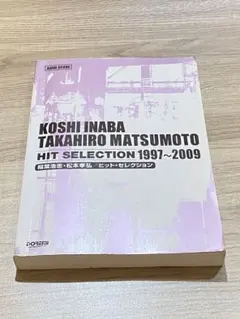 BAND SCORE
KOSHI INABA
TAKAHIRO MATSUMOTO
HIT SELECTION 1997~2009
稲葉浩志・松本孝弘/ヒット・セレクション
DOREMI